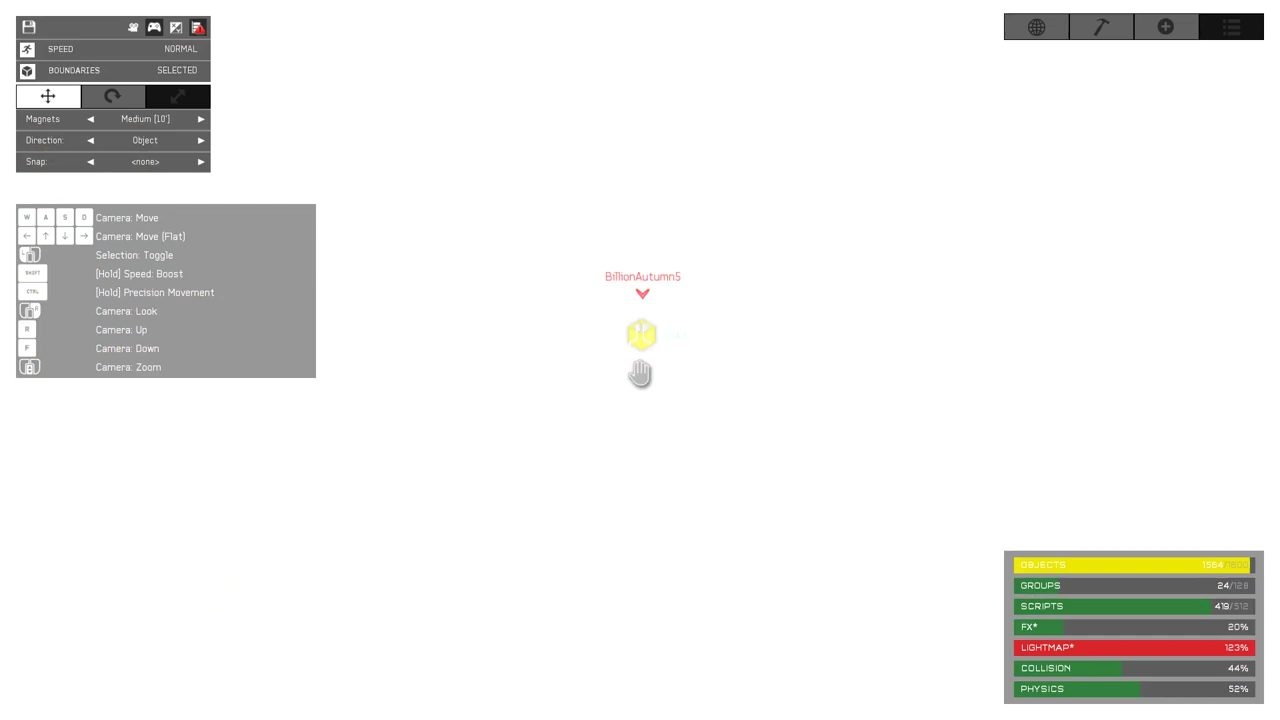 SPEED NORMAL
BOUNDARIES SELECTED
Magnets Medium [10']
Direction: Object
Snap: <none>
W A S D Camera: Move
← ↑ ↓ → Camera: Move (Flat)
Selection: Toggle
SHIFT [Hold] Speed: Boost
CTRL [Hold] Precision Movement
R Camera: Look
R Camera: Up
F Camera: Down
Camera: Zoom
BillionAutumn5
OBJECTS 1564/1600
GROUPS 24/128
SCRIPTS 419/512
FX* 20%
LIGHTMAP* 123%
COLLISION 44%
PHYSICS 52%